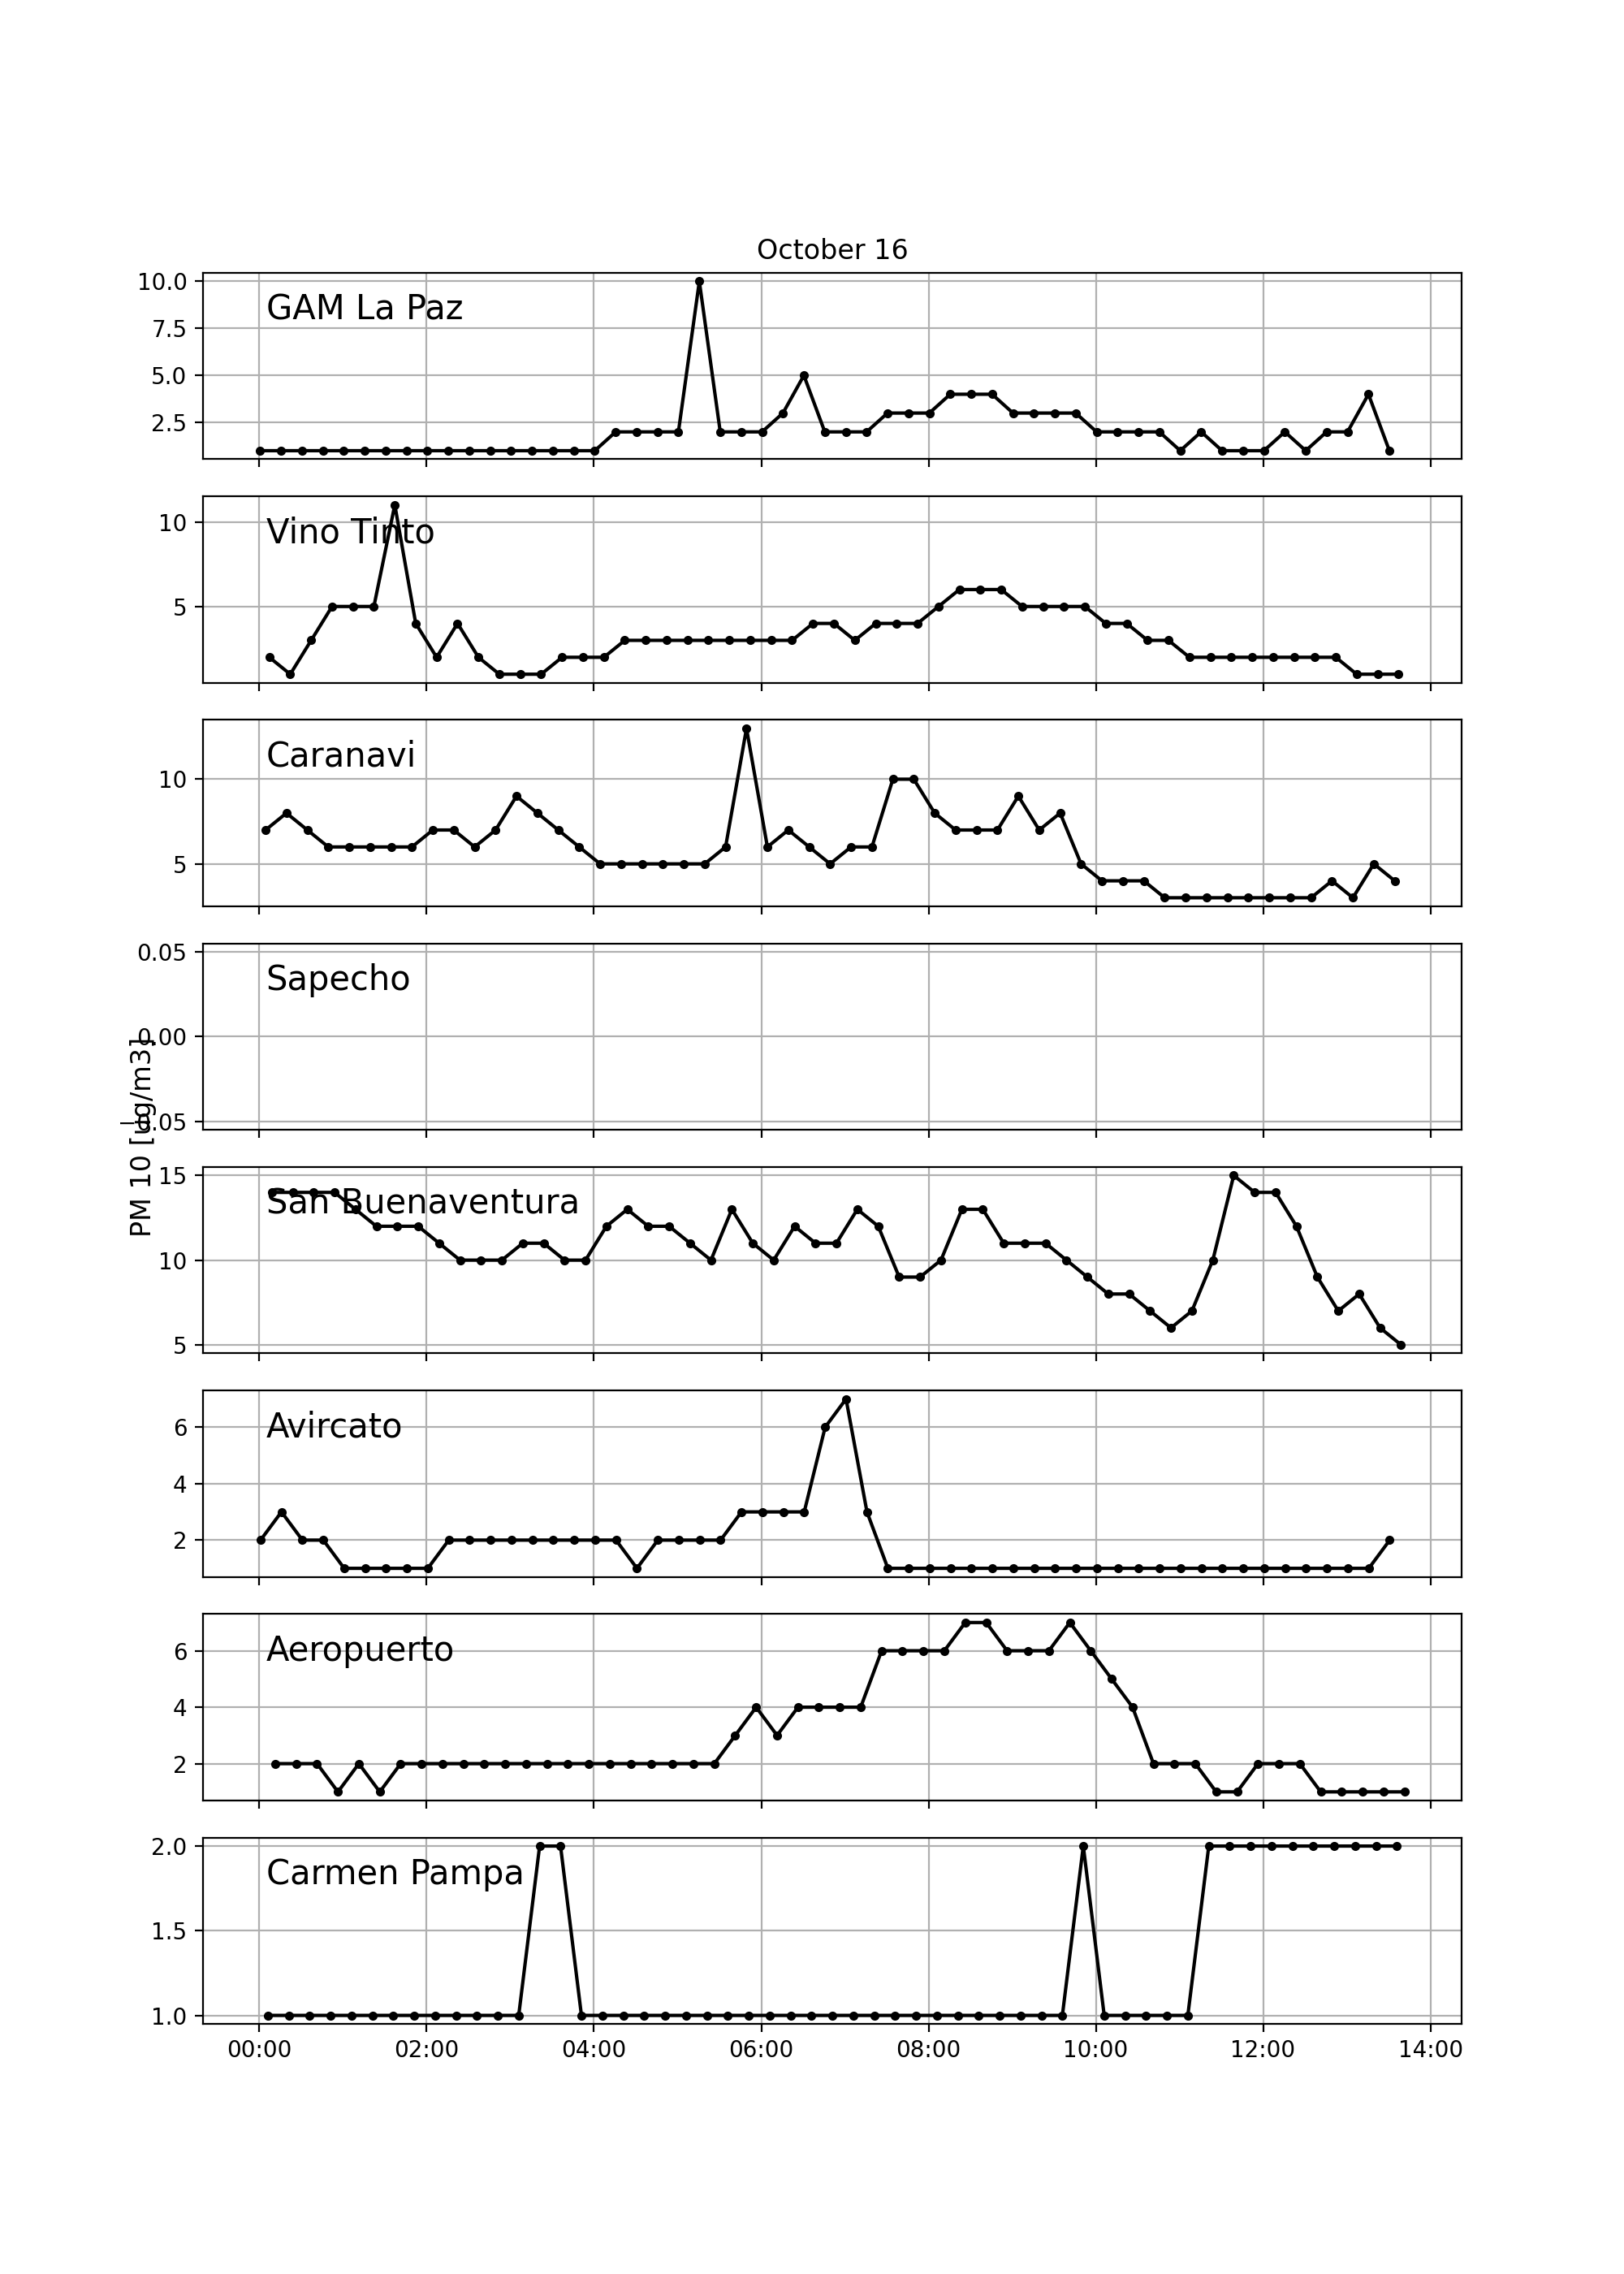 October 16
10.0
7.5
5.0
2.5
GAM La Paz
10
5
Vino Tinto
10
5
Caranavi
0.05
0.00
−0.05
Sapecho
PM 10 [ug/m3]
15
10
5
San Buenaventura
6
4
2
Avircato
6
4
2
Aeropuerto
2.0
1.5
1.0
Carmen Pampa
00:00 02:00 04:00 06:00 08:00 10:00 12:00 14:00